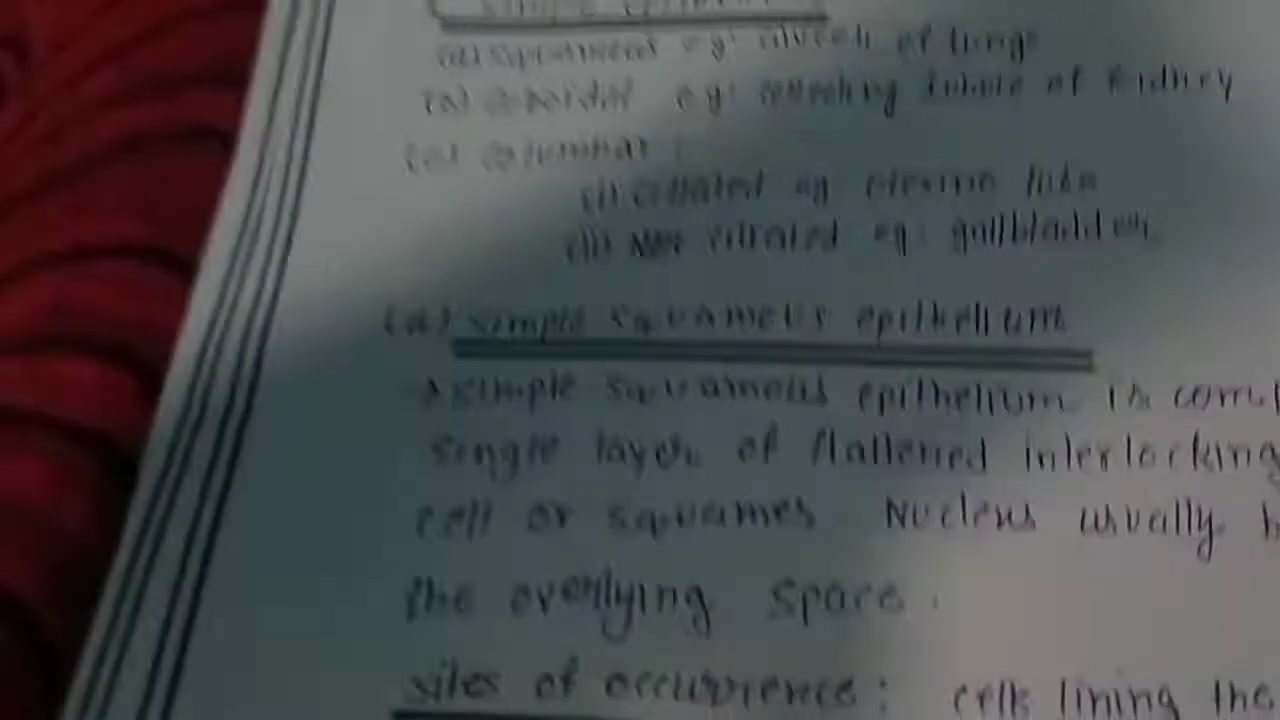 simple
(a) squamous eg: alveoli of lungs
(b) cuboidal eg: collecting tubule of kidney
(c) columnar :
(i) ciliated eg uterine tube
(ii) Non ciliated eg: gallbladder
(a) simple squamous epithelium
→ simple squamous epithelium is
single layer of flattened interlocking
cell or squames Nucleus usually
the overlying space.
sites of occurrence: cells lining the